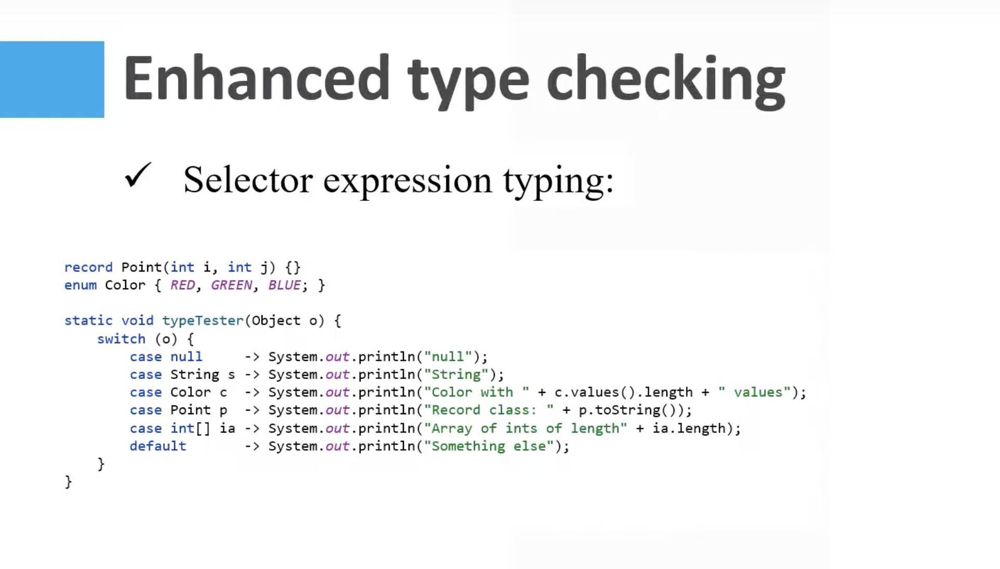 Enhanced type checking
✓ Selector expression typing:
record Point(int i, int j) {}
enum Color { RED, GREEN, BLUE; }
static void typeTester(Object o) {
    switch (o) {
        case null     -> System.out.println("null");
        case String s -> System.out.println("String");
        case Color c  -> System.out.println("Color with " + c.values().length + " values");
        case Point p  -> System.out.println("Record class: " + p.toString());
        case int[] ia -> System.out.println("Array of ints of length" + ia.length);
        default       -> System.out.println("Something else");
    }
}